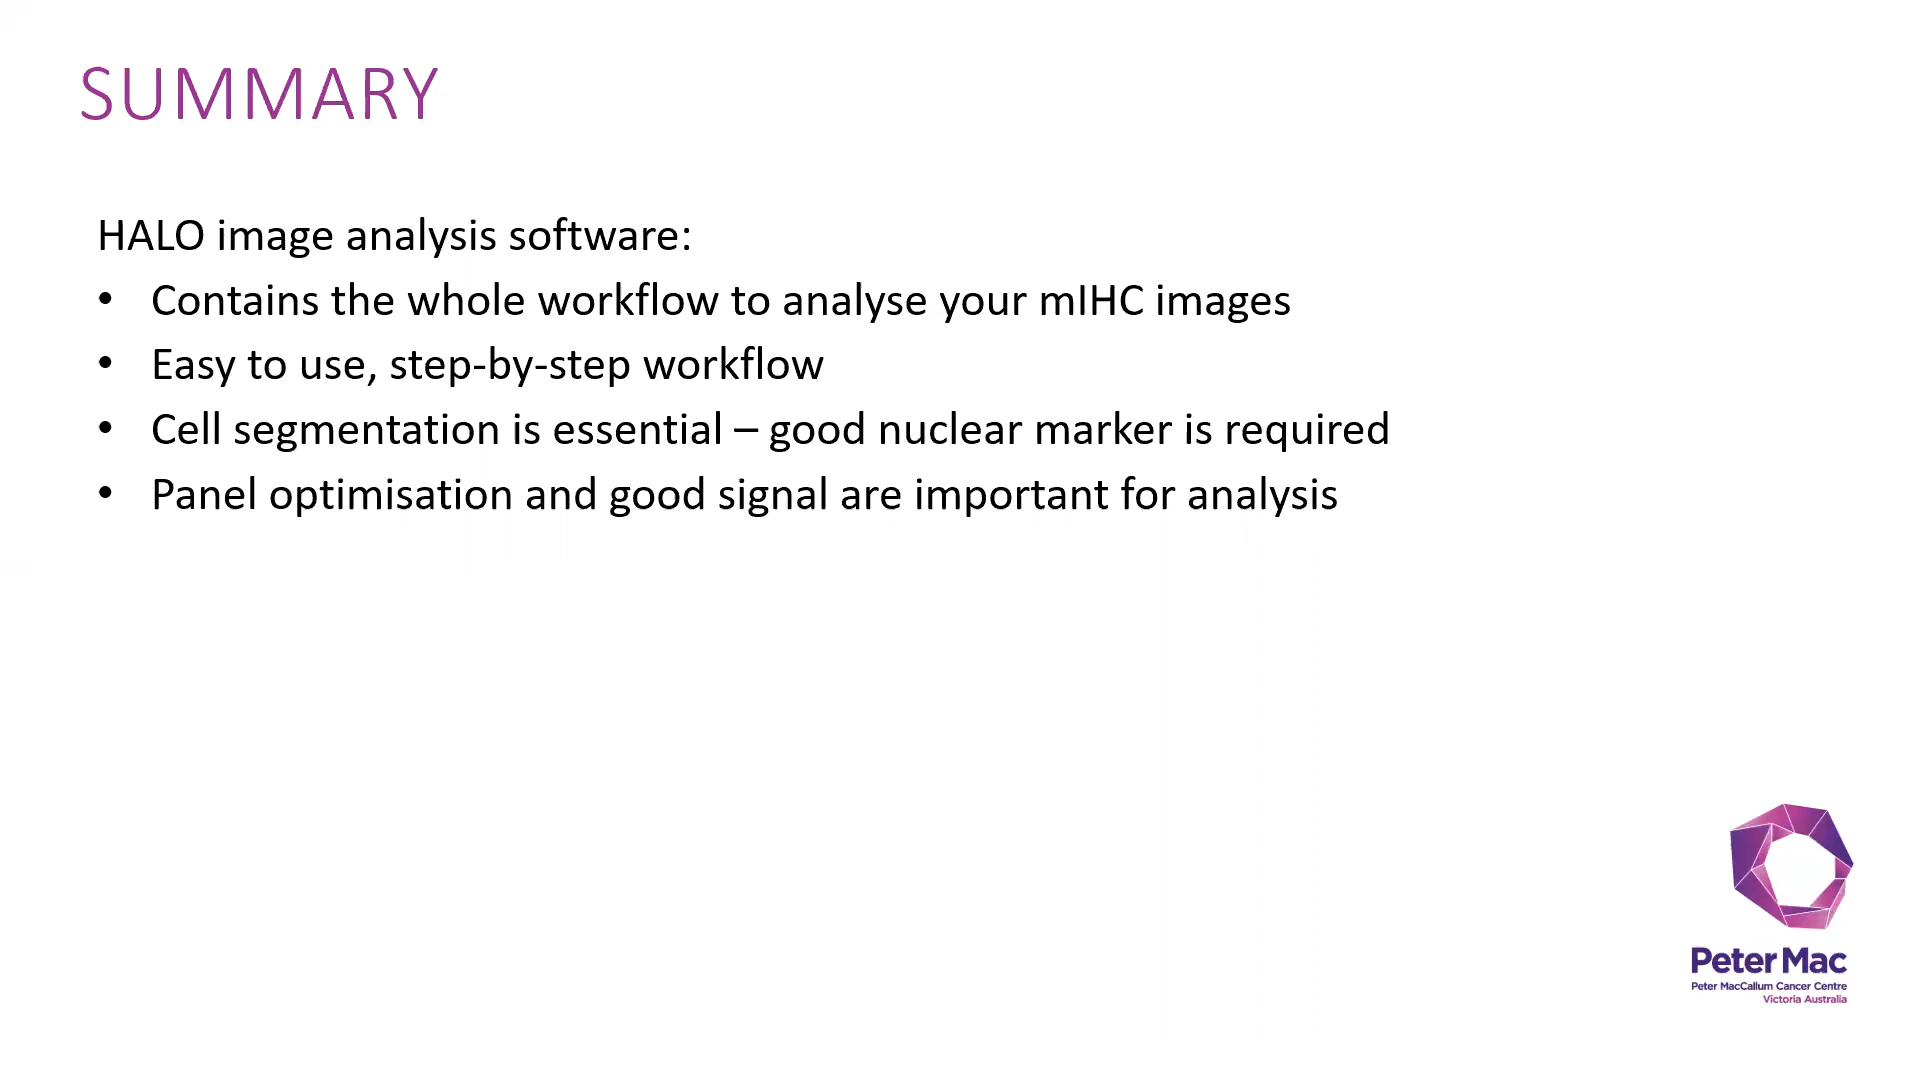 SUMMARY
HALO image analysis software:
• Contains the whole workflow to analyse your mIHC images
• Easy to use, step-by-step workflow
• Cell segmentation is essential – good nuclear marker is required
• Panel optimisation and good signal are important for analysis
Peter Mac
Peter MacCallum Cancer Centre
Victoria Australia